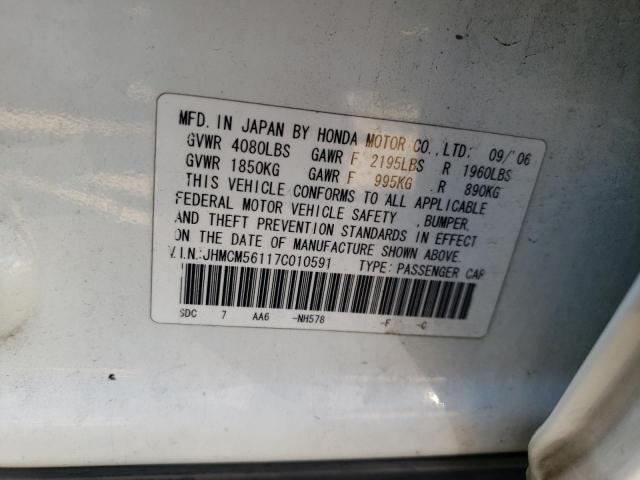 MFD. IN JAPAN BY HONDA MOTOR CO., LTD: 09/'06
GVWR 4080LBS GAWR F 2195LBS R 1960LBS
GVWR 1850KG GAWR F 995KG .R 890KG
THIS VEHICLE CONFORMS TO ALL APPLICABLE
FEDERAL MOTOR VEHICLE SAFETY , BUMPER,
AND THEFT PREVENTION STANDARDS IN EFFECT
ON THE DATE OF MANUFACTURE SHOWN ABOVE.
V.I.N.:JHMCM56117C010591 TYPE: PASSENGER CAR
SDC 7 AA6 -NH578 -F -C